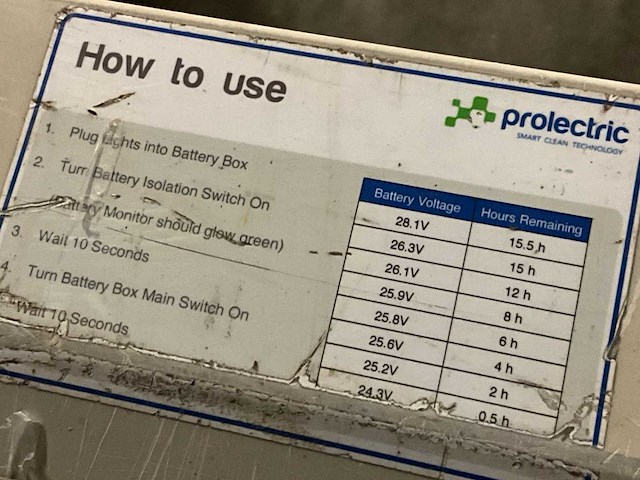 How to use
prolectric
SMART CLEAN TECHNOLOGY
1. Plug Lights into Battery Box
2. Turn Battery Isolation Switch On
Battery Monitor should glow green)
3. Wait 10 Seconds
4. Turn Battery Box Main Switch On
Wait 10 Seconds
Battery Voltage Hours Remaining
28.1V 15.5 h
26.3V 15 h
26.1V 12 h
25.9V 8 h
25.8V 6 h
25.6V 4 h
25.2V 2 h
24.3V 0.5 h